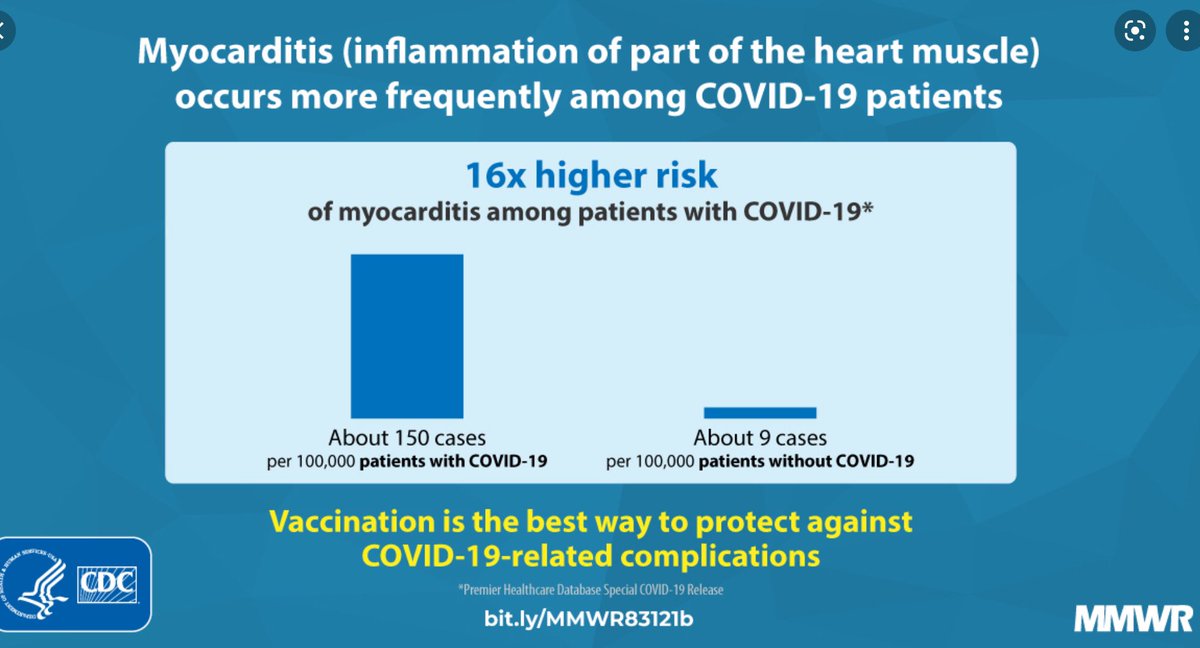 Myocarditis (inflammation of part of the heart muscle)
occurs more frequently among COVID-19 patients
16x higher risk
of myocarditis among patients with COVID-19*
About 150 cases
per 100,000 patients with COVID-19
About 9 cases
per 100,000 patients without COVID-19
Vaccination is the best way to protect against
COVID-19-related complications
*Premier Healthcare Database Special COVID-19 Release
bit.ly/MMWR83121b
CDC
MMWR